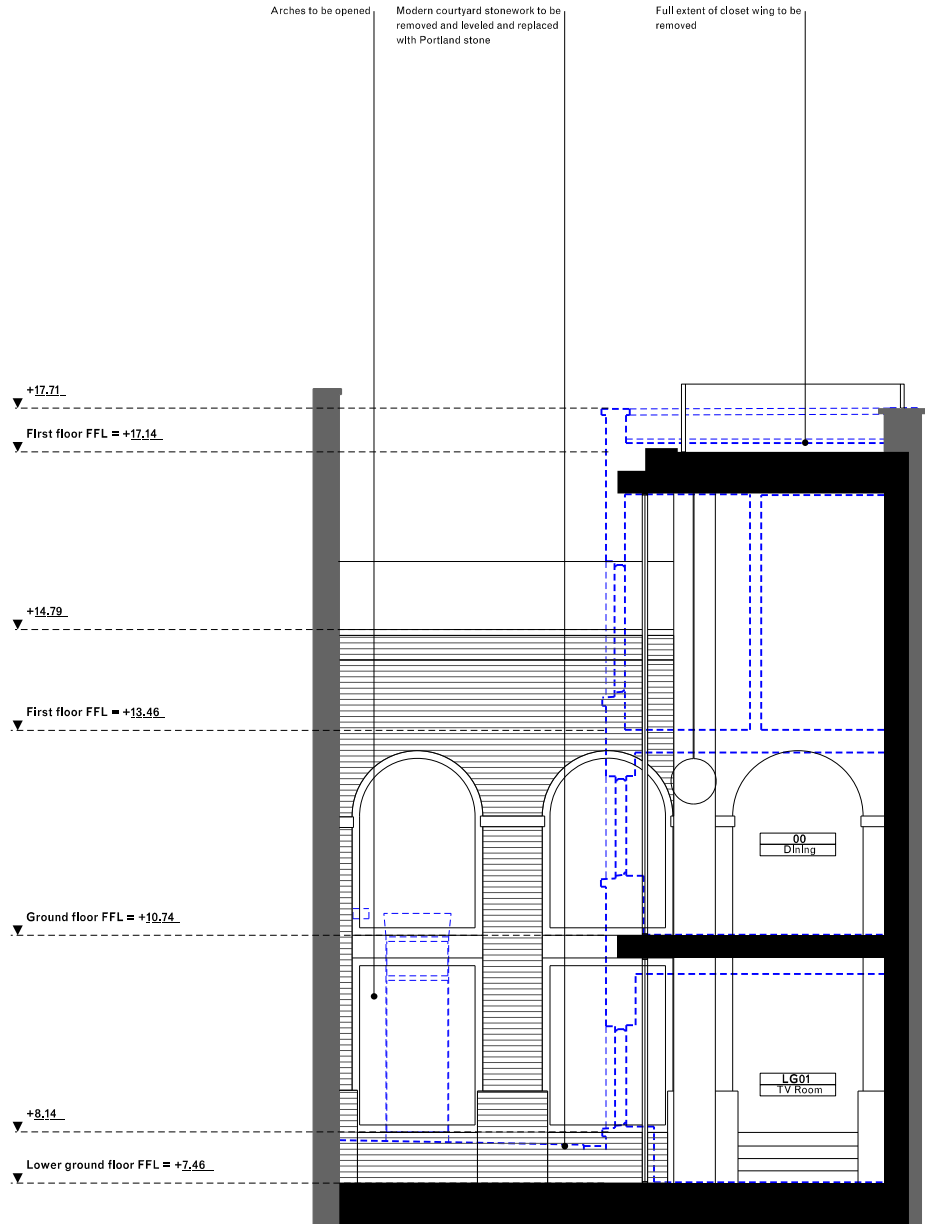 Arches to be opened
Modern courtyard stonework to be
removed and leveled and replaced
with Portland stone
Full extent of closet wing to be
removed
+17.71
First floor FFL = +17.14
+14.79
First floor FFL = +13.46
00
Dining
Ground floor FFL = +10.74
LG01
TV Room
+8.14
Lower ground floor FFL = +7.46